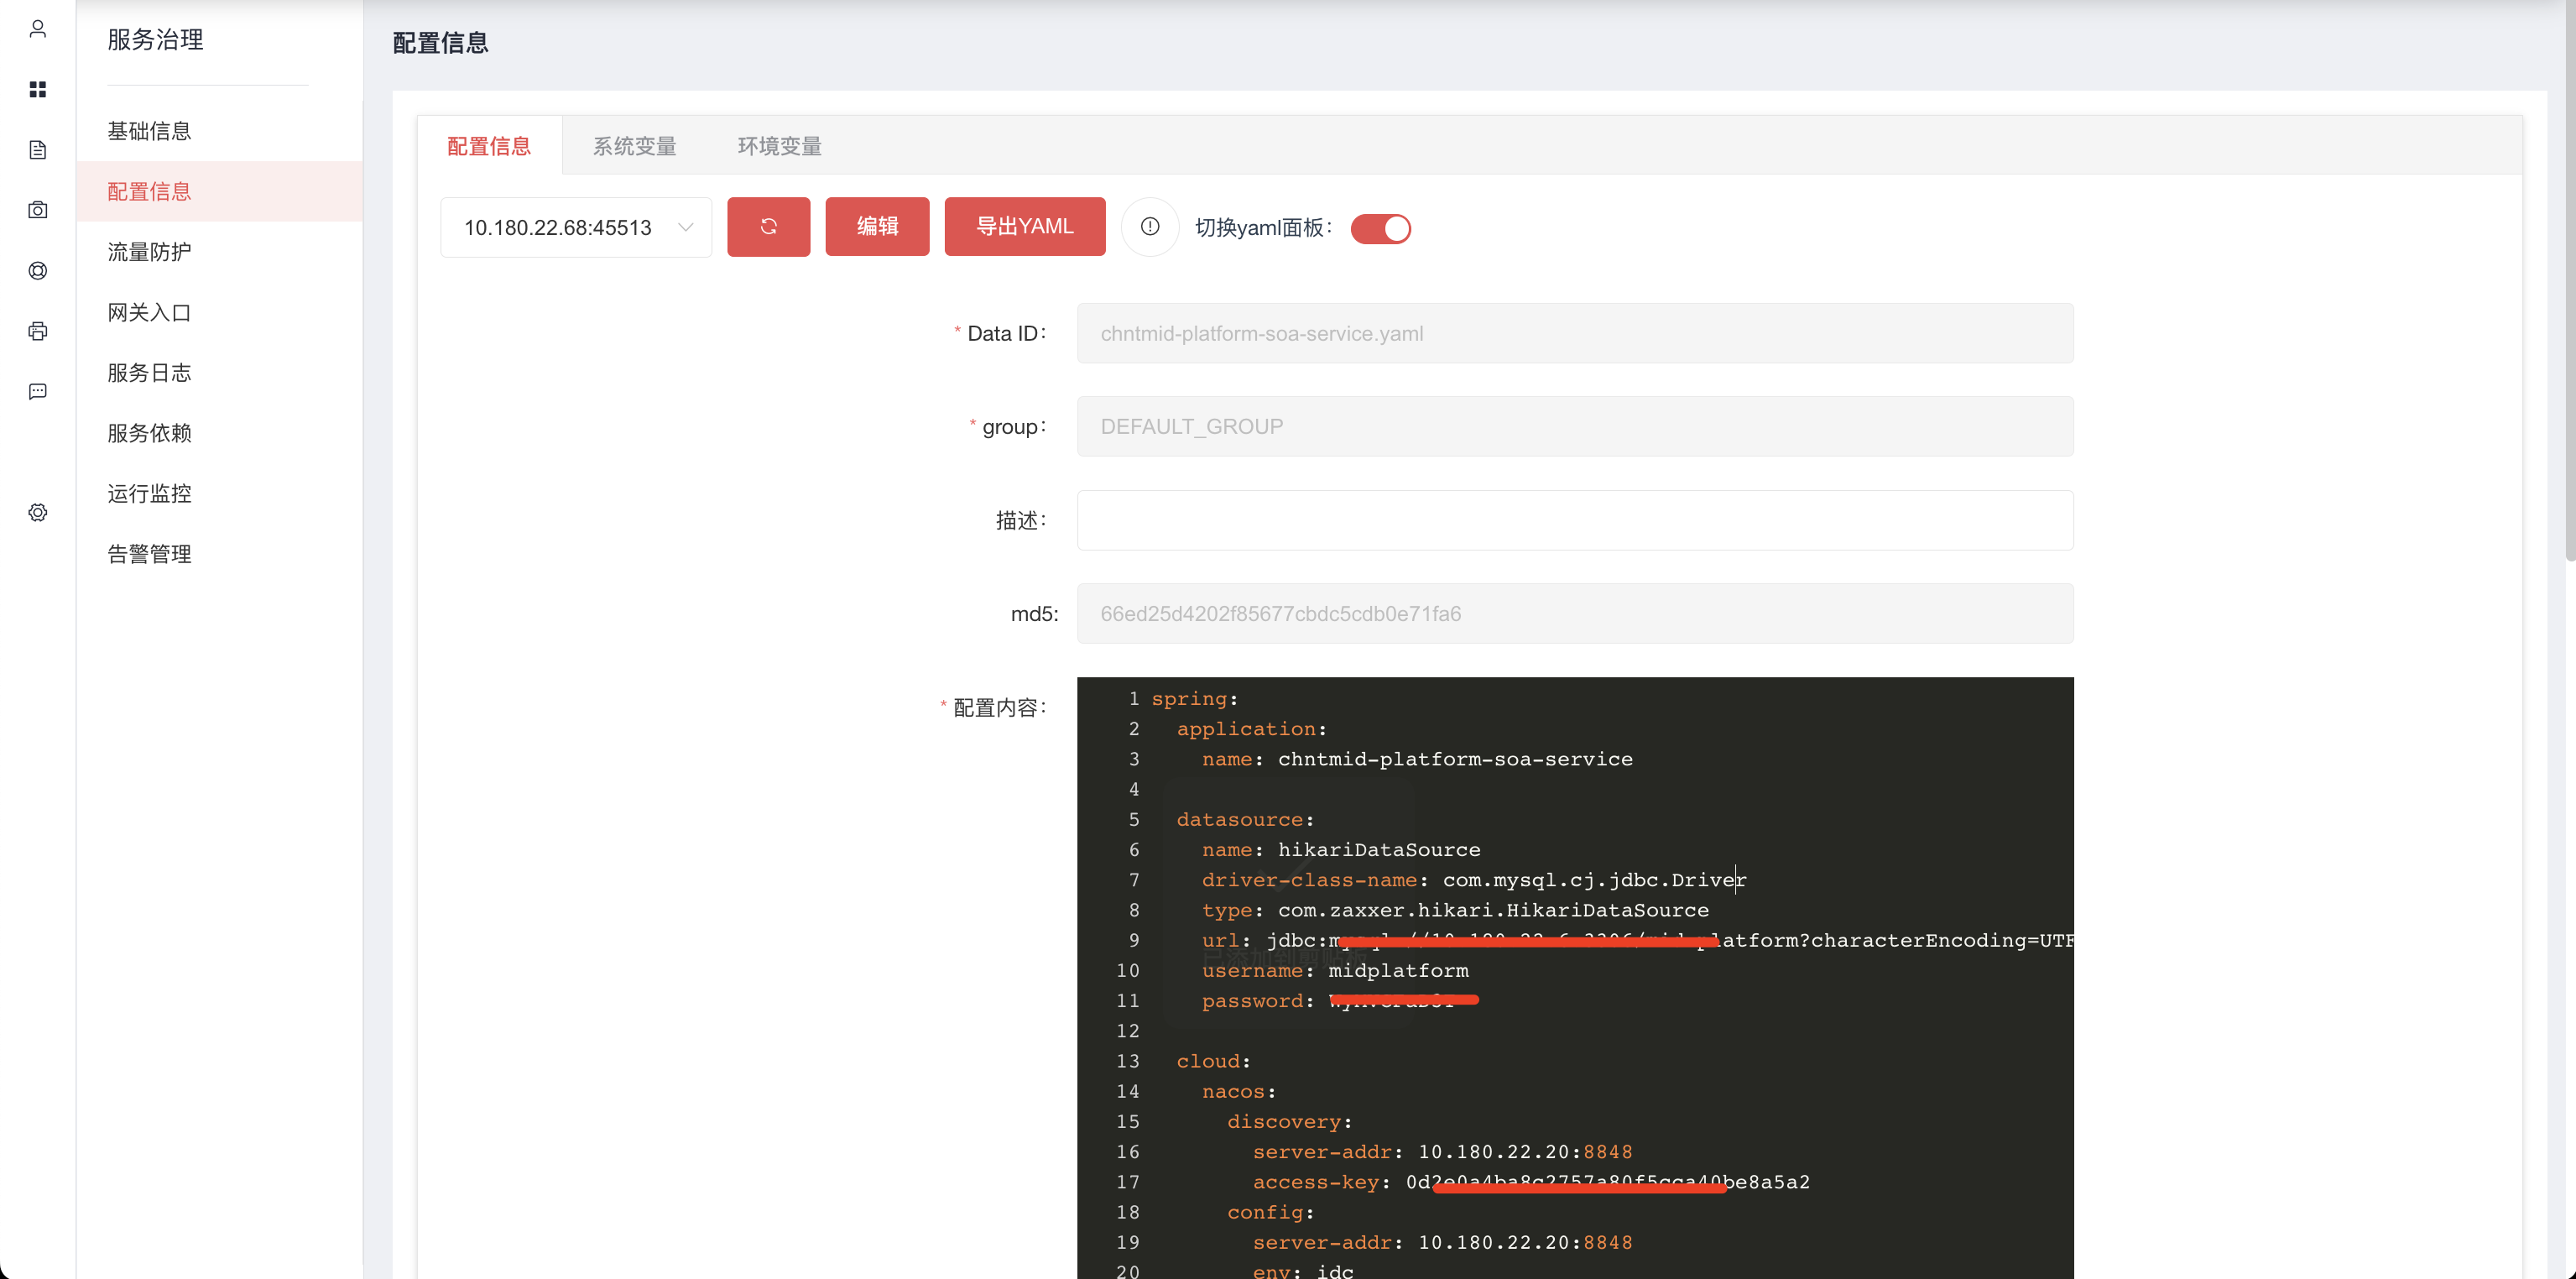 服务治理
基础信息
配置信息
流量防护
网关入口
服务日志
服务依赖
运行监控
告警管理
配置信息
配置信息 系统变量 环境变量
10.180.22.68:45513 编辑 导出YAML 切换yaml面板：
* Data ID： chntmid-platform-soa-service.yaml
* group： DEFAULT_GROUP
描述：
md5: 66ed25d4202f85677cbdc5cdb0e71fa6
* 配置内容：
1 spring:
2 application:
3 name: chntmid-platform-soa-service
4
5 datasource:
6 name: hikariDataSource
7 driver-class-name: com.mysql.cj.jdbc.Driver
8 type: com.zaxxer.hikari.HikariDataSource
9 url: jdbc: atform?characterEncoding=UTF
已添加到剪贴板
10 username: midplatform
11 password:
12
13 cloud:
14 nacos:
15 discovery:
16 server-addr: 10.180.22.20:8848
17 access-key: 0d be8a5a2
18 config:
19 server-addr: 10.180.22.20:8848
20 env: idc